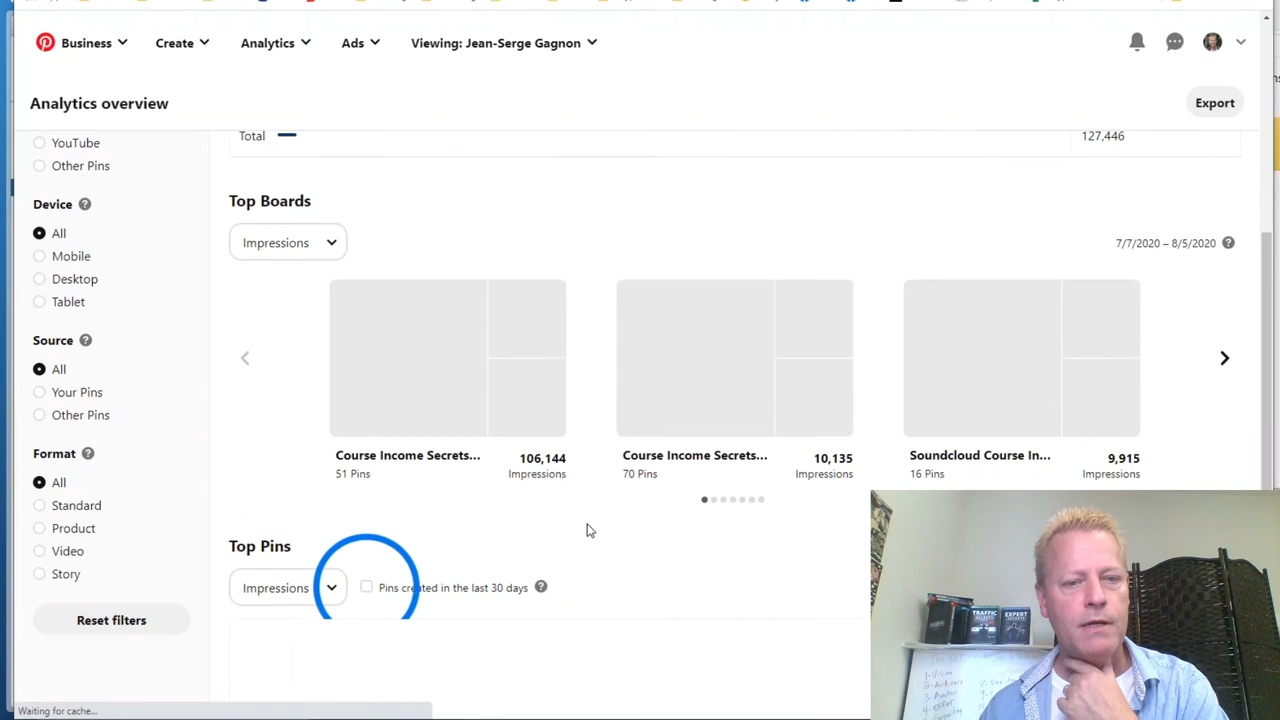 Business Create Analytics Ads Viewing: Jean-Serge Gagnon
Analytics overview Export
YouTube
Other Pins
Device
All
Mobile
Desktop
Tablet
Source
All
Your Pins
Other Pins
Format
All
Standard
Product
Video
Story
Reset filters
Total 127,446
Top Boards
Impressions 7/7/2020 – 8/5/2020
Course Income Secrets... 106,144
51 Pins Impressions
Course Income Secrets... 10,135
70 Pins Impressions
Soundcloud Course In... 9,915
16 Pins Impressions
Top Pins
Impressions Pins created in the last 30 days
Waiting for cache...
TRAFFIC
SECRETS
EXPERT
SECRETS